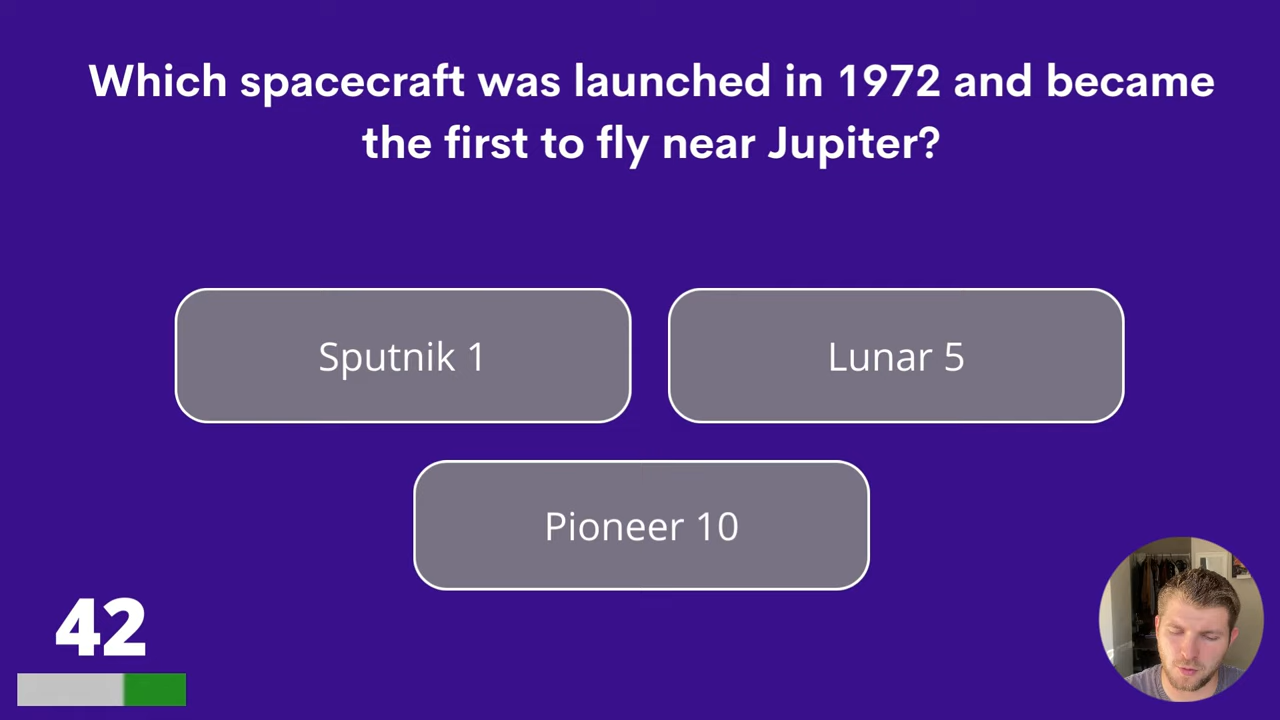 Which spacecraft was launched in 1972 and became
the first to fly near Jupiter?
Sputnik 1
Lunar 5
Pioneer 10
42